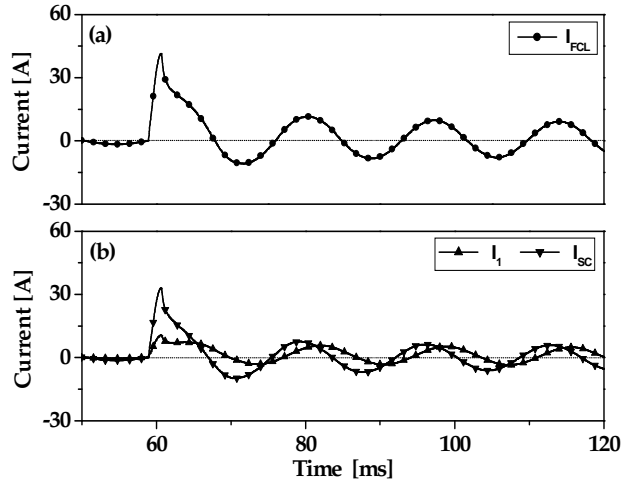 60
(a)
I_FCL
30
0
-30
Current [A]
60
(b)
I_1 I_SC
30
0
-30
Current [A]
60 80 100 120
Time [ms]